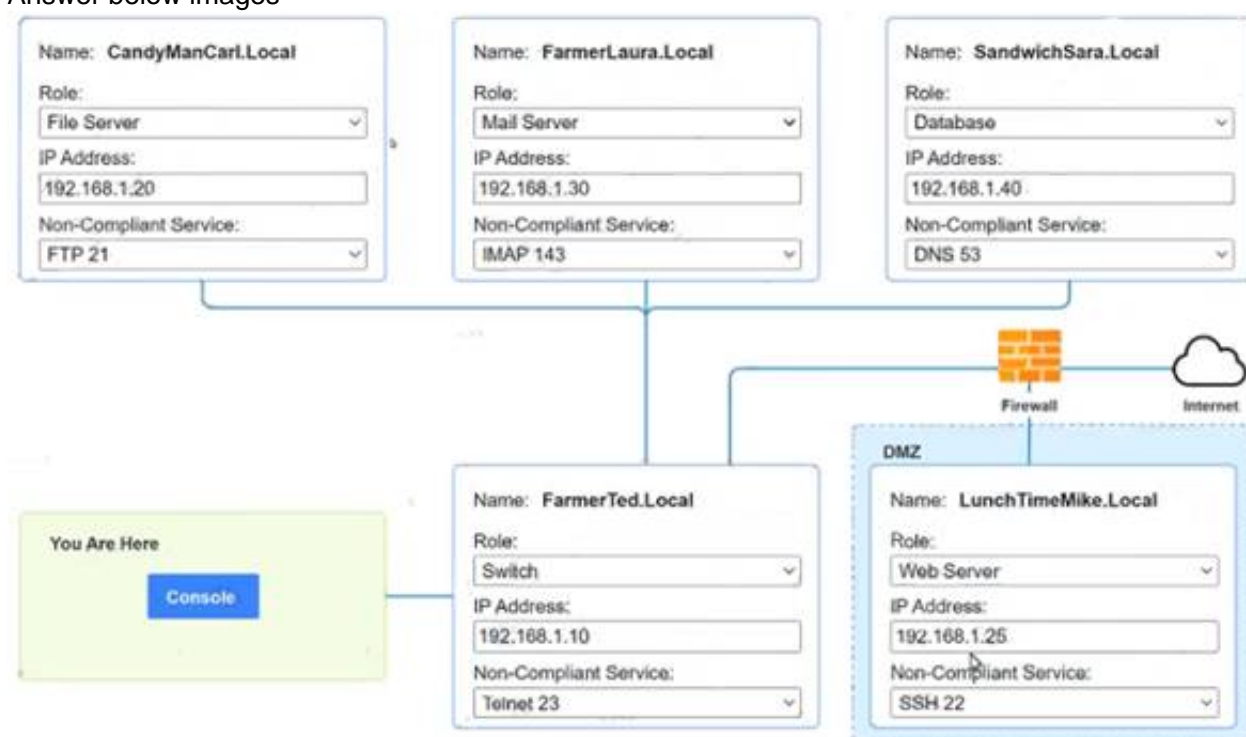 Answer below images
Name: CandyManCarl.Local
Role:
File Server
IP Address:
192.168.1.20
Non-Compliant Service:
FTP 21
Name: FarmerLaura.Local
Role:
Mail Server
IP Address:
192.168.1.30
Non-Compliant Service:
IMAP 143
Name: SandwichSara.Local
Role:
Database
IP Address:
192.168.1.40
Non-Compliant Service:
DNS 53
Firewall
Internet
You Are Here
Console
Name: FarmerTed.Local
Role:
Switch
IP Address:
192.168.1.10
Non-Compliant Service:
Telnet 23
DMZ
Name: LunchTimeMike.Local
Role:
Web Server
IP Address:
192.168.1.25
Non-Compliant Service:
SSH 22